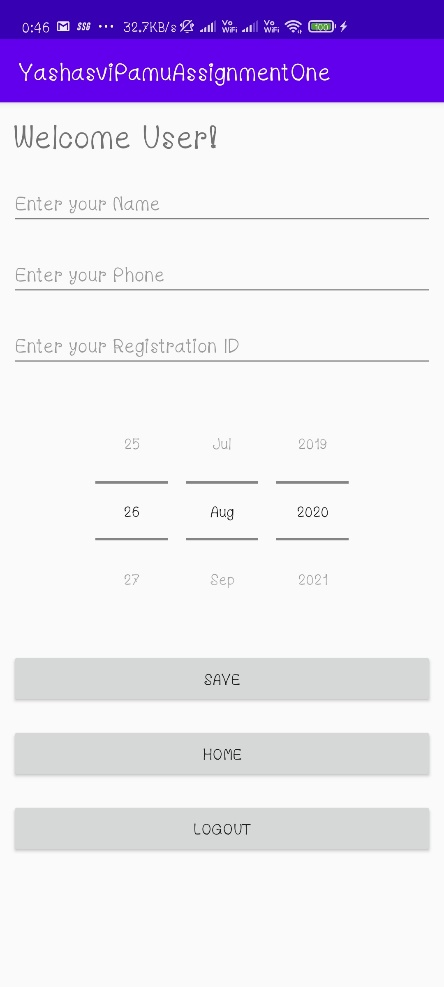 0:46 SSG ... 32.7KB/s Vo WiFi Vo WiFi 100
YashasviPamuAssignmentOne
Welcome User!
Enter your Name
Enter your Phone
Enter your Registration ID
25 Jul 2019
26 Aug 2020
27 Sep 2021
SAVE
HOME
LOGOUT